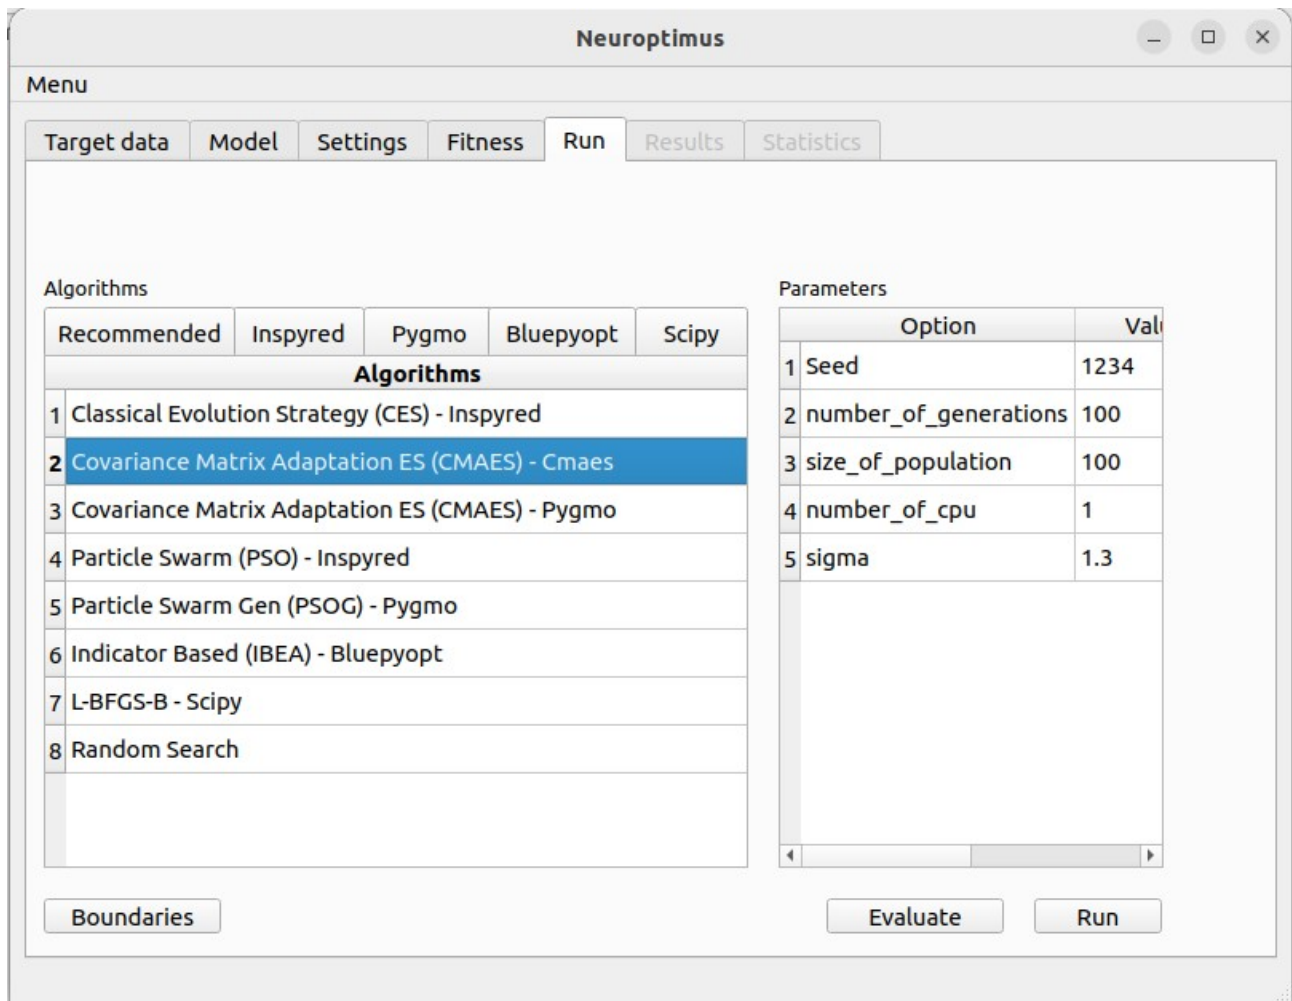 Neuroptimus
Menu
Target data Model Settings Fitness Run Results Statistics
Algorithms
Recommended Inspyred Pygmo Bluepyopt Scipy
Algorithms
1 Classical Evolution Strategy (CES) - Inspyred
2 Covariance Matrix Adaptation ES (CMAES) - Cmaes
3 Covariance Matrix Adaptation ES (CMAES) - Pygmo
4 Particle Swarm (PSO) - Inspyred
5 Particle Swarm Gen (PSOG) - Pygmo
6 Indicator Based (IBEA) - Bluepyopt
7 L-BFGS-B - Scipy
8 Random Search
Boundaries
Parameters
Option
1 Seed 1234
2 number_of_generations 100
3 size_of_population 100
4 number_of_cpu 1
5 sigma 1.3
Evaluate Run